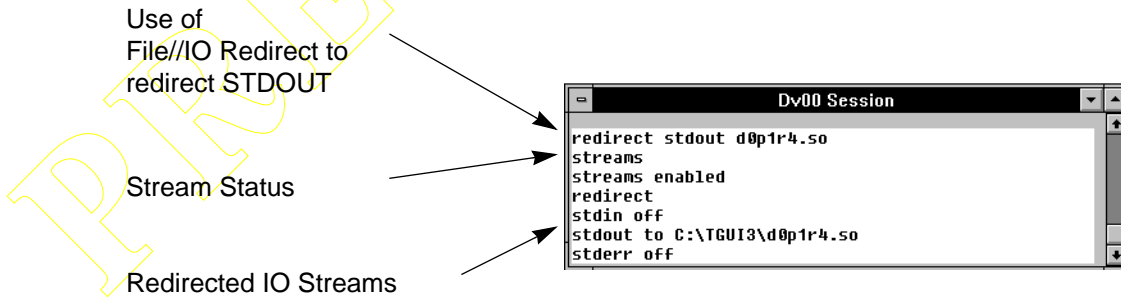 Use of
File//IO Redirect to
redirect STDOUT
Stream Status
Redirected IO Streams
Dv00 Session
redirect stdout d0p1r4.so
streams
streams enabled
redirect
stdin off
stdout to C:\TGUI3\d0p1r4.so
stderr off
PRE